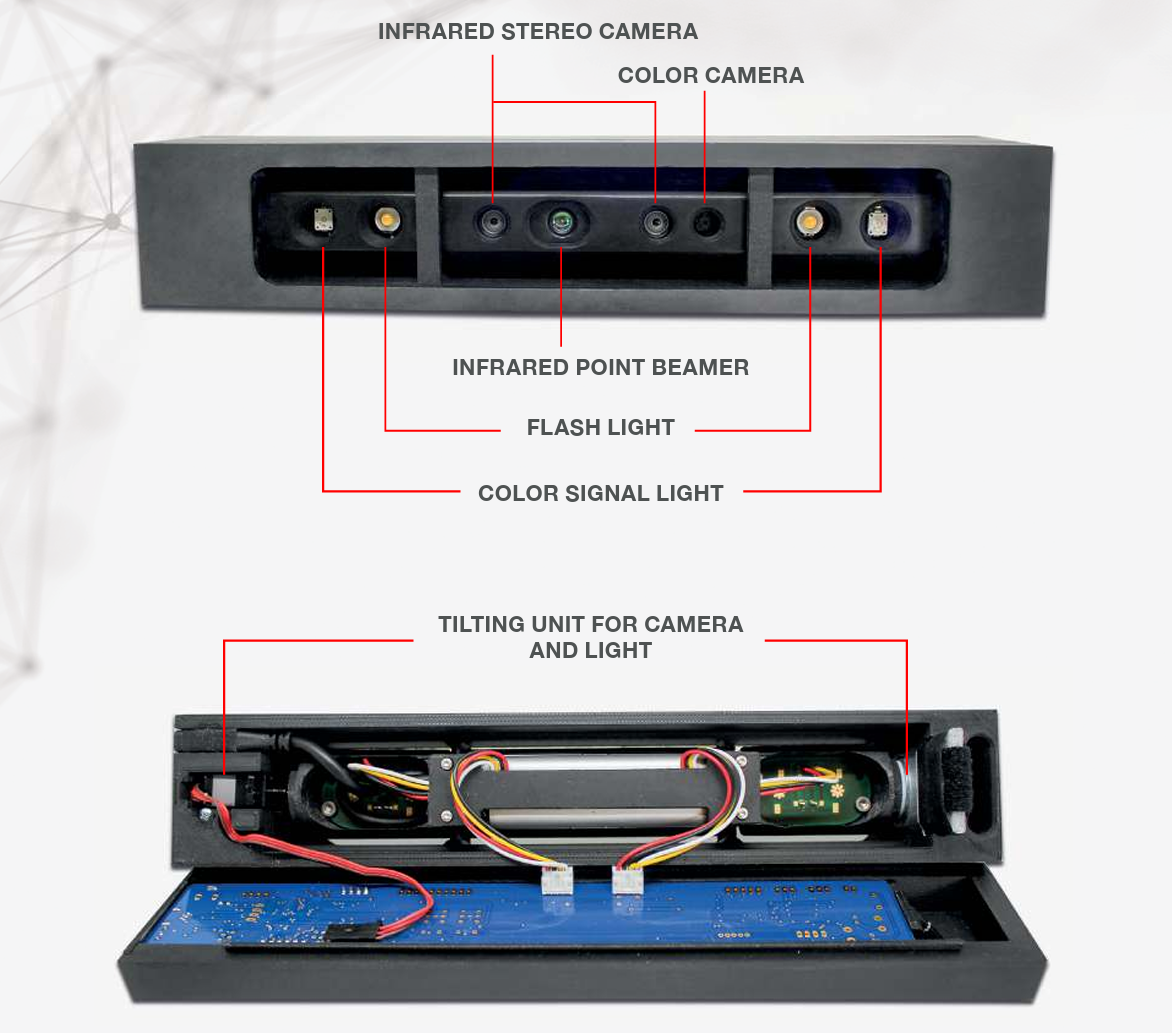 INFRARED STEREO CAMERA
COLOR CAMERA
INFRARED POINT BEAMER
FLASH LIGHT
COLOR SIGNAL LIGHT
TILTING UNIT FOR CAMERA
AND LIGHT